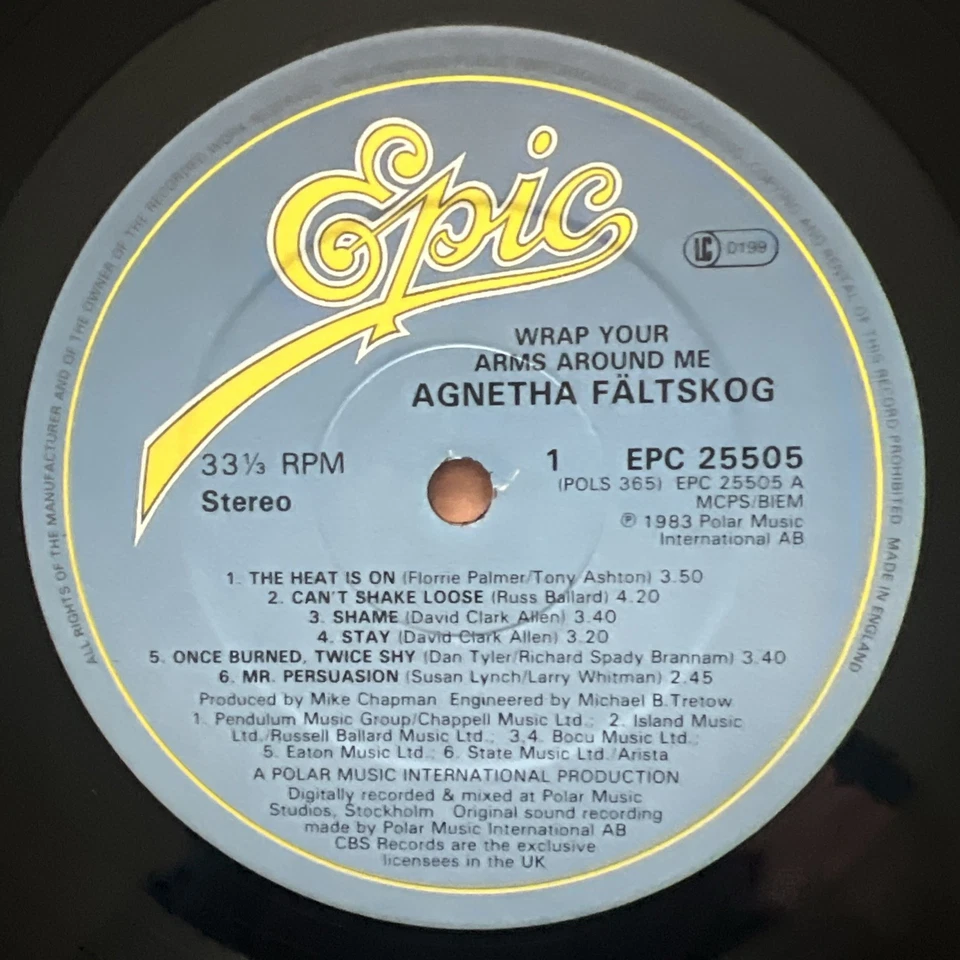 Epic
LC 0199
WRAP YOUR
ARMS AROUND ME
AGNETHA FÄLTSKOG
33⅓ RPM
Stereo
1 EPC 25505
(POLS 365) EPC 25505 A
MCPS/BIEM
℗ 1983 Polar Music
International AB
1. THE HEAT IS ON (Florrie Palmer/Tony Ashton) 3.50
2. CAN'T SHAKE LOOSE (Russ Ballard) 4.20
3. SHAME (David Clark Allen) 3.40
4. STAY (David Clark Allen) 3.20
5. ONCE BURNED, TWICE SHY (Dan Tyler/Richard Spady Brannam) 3.40
6. MR. PERSUASION (Susan Lynch/Larry Whitman) 2.45
Produced by Mike Chapman Engineered by Michael B.Tretow
1. Pendulum Music Group/Chappell Music Ltd.; 2. Island Music
Ltd./Russell Ballard Music Ltd.; 3,4. Bocu Music Ltd.
5. Eaton Music Ltd.; 6. State Music Ltd./Arista
A POLAR MUSIC INTERNATIONAL PRODUCTION
Digitally recorded & mixed at Polar Music
Studios, Stockholm Original sound recording
made by Polar Music International AB
CBS Records are the exclusive
licensees in the UK
ALL RIGHTS OF THE MANUFACTURER AND OF THE OWNER OF THE RECORDED WORK COPYING AND RENTAL OF THIS RECORD PROHIBITED MADE IN ENGLAND